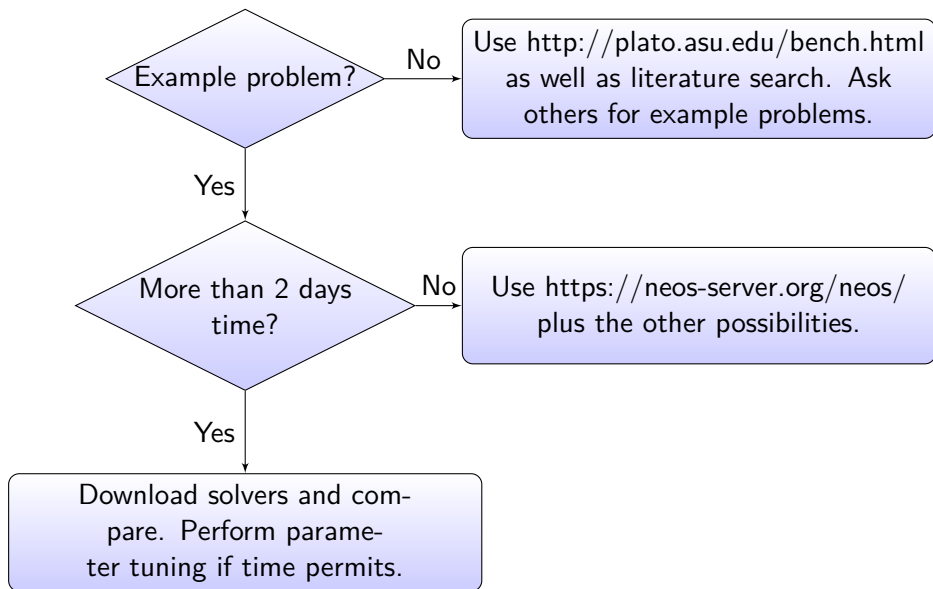 Example problem?
No
Use http://plato.asu.edu/bench.html
as well as literature search. Ask
others for example problems.
Yes
More than 2 days
time?
No
Use https://neos-server.org/neos/
plus the other possibilities.
Yes
Download solvers and com-
pare. Perform parame-
ter tuning if time permits.